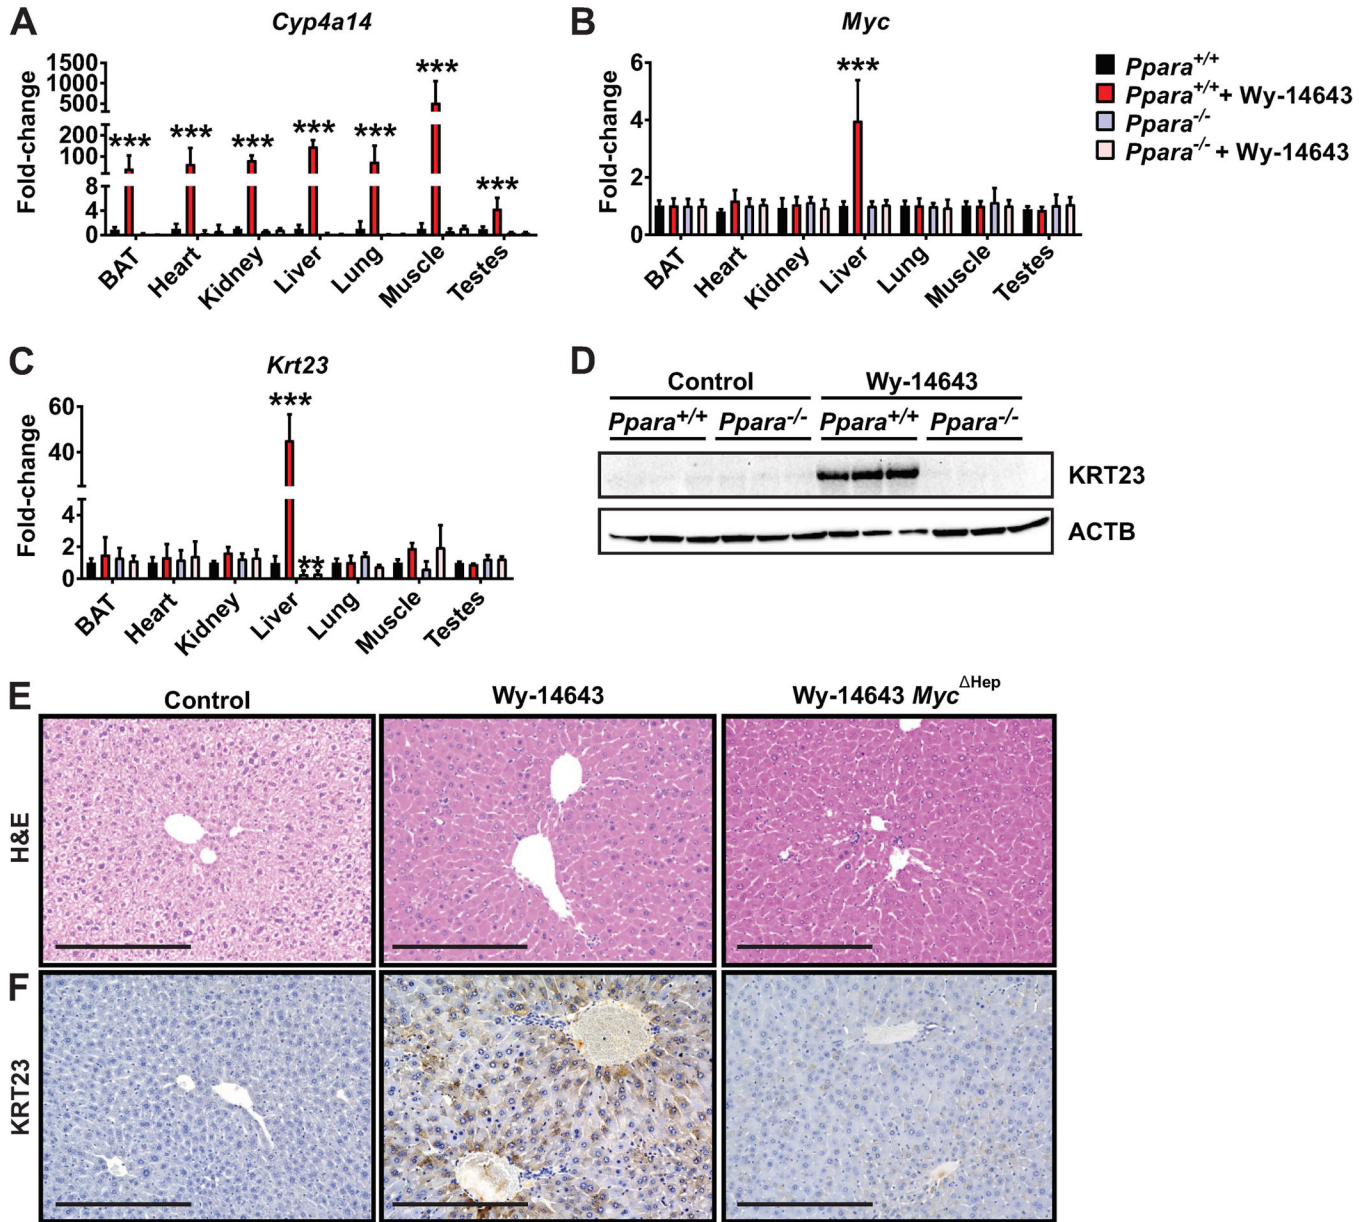 A
Cyp4a14
Fold-change
1500
1000
500
200
100
8
4
0
***
***
***
***
***
***
***
BAT
Heart
Kidney
Liver
Lung
Muscle
Testes
B
Myc
Fold-change
6
4
2
0
***
BAT
Heart
Kidney
Liver
Lung
Muscle
Testes
Ppara+/+
Ppara+/+ + Wy-14643
Ppara-/-
Ppara-/- + Wy-14643
C
Krt23
Fold-change
60
40
4
2
0
***
**
BAT
Heart
Kidney
Liver
Lung
Muscle
Testes
D
Control
Wy-14643
Ppara+/+
Ppara-/-
Ppara+/+
Ppara-/-
KRT23
ACTB
E
Control
Wy-14643
Wy-14643 MycΔHep
H&E
F
KRT23